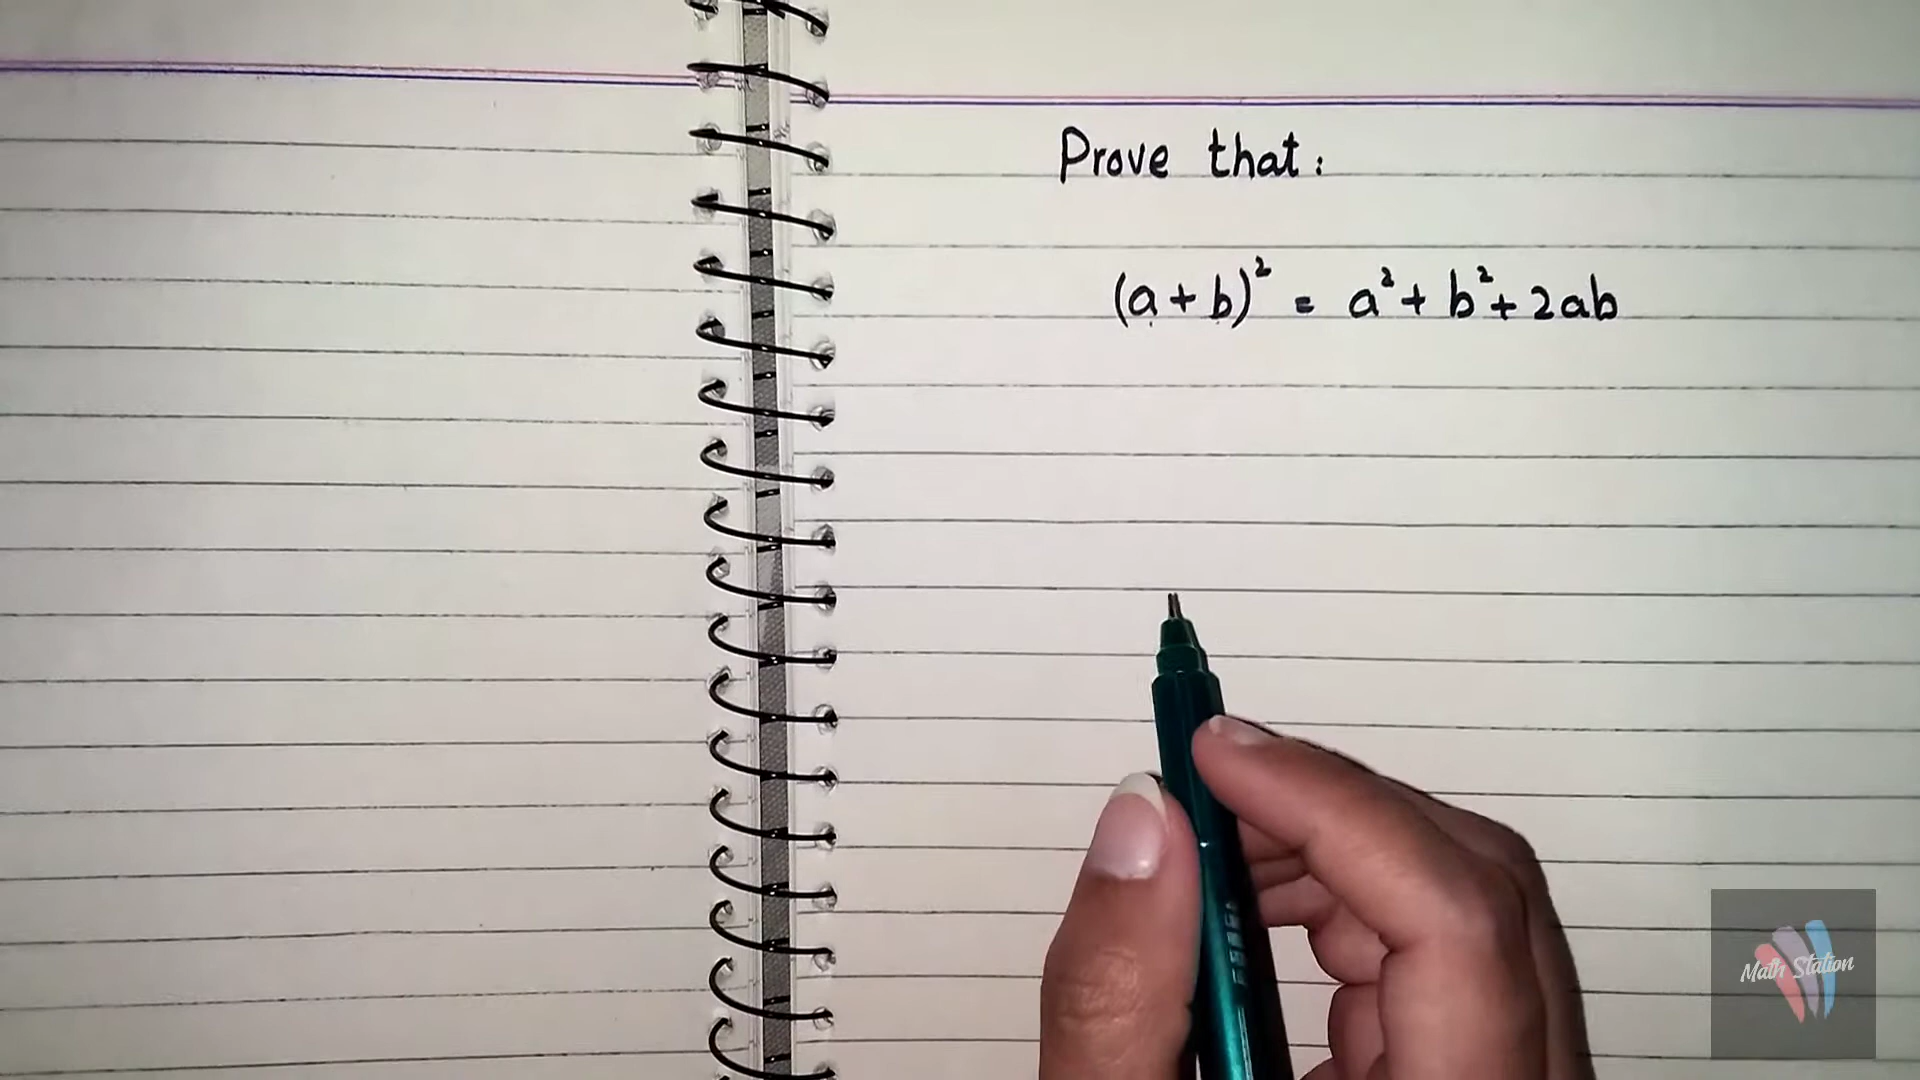 Prove that:
(a + b)² = a² + b² + 2ab
Math Station